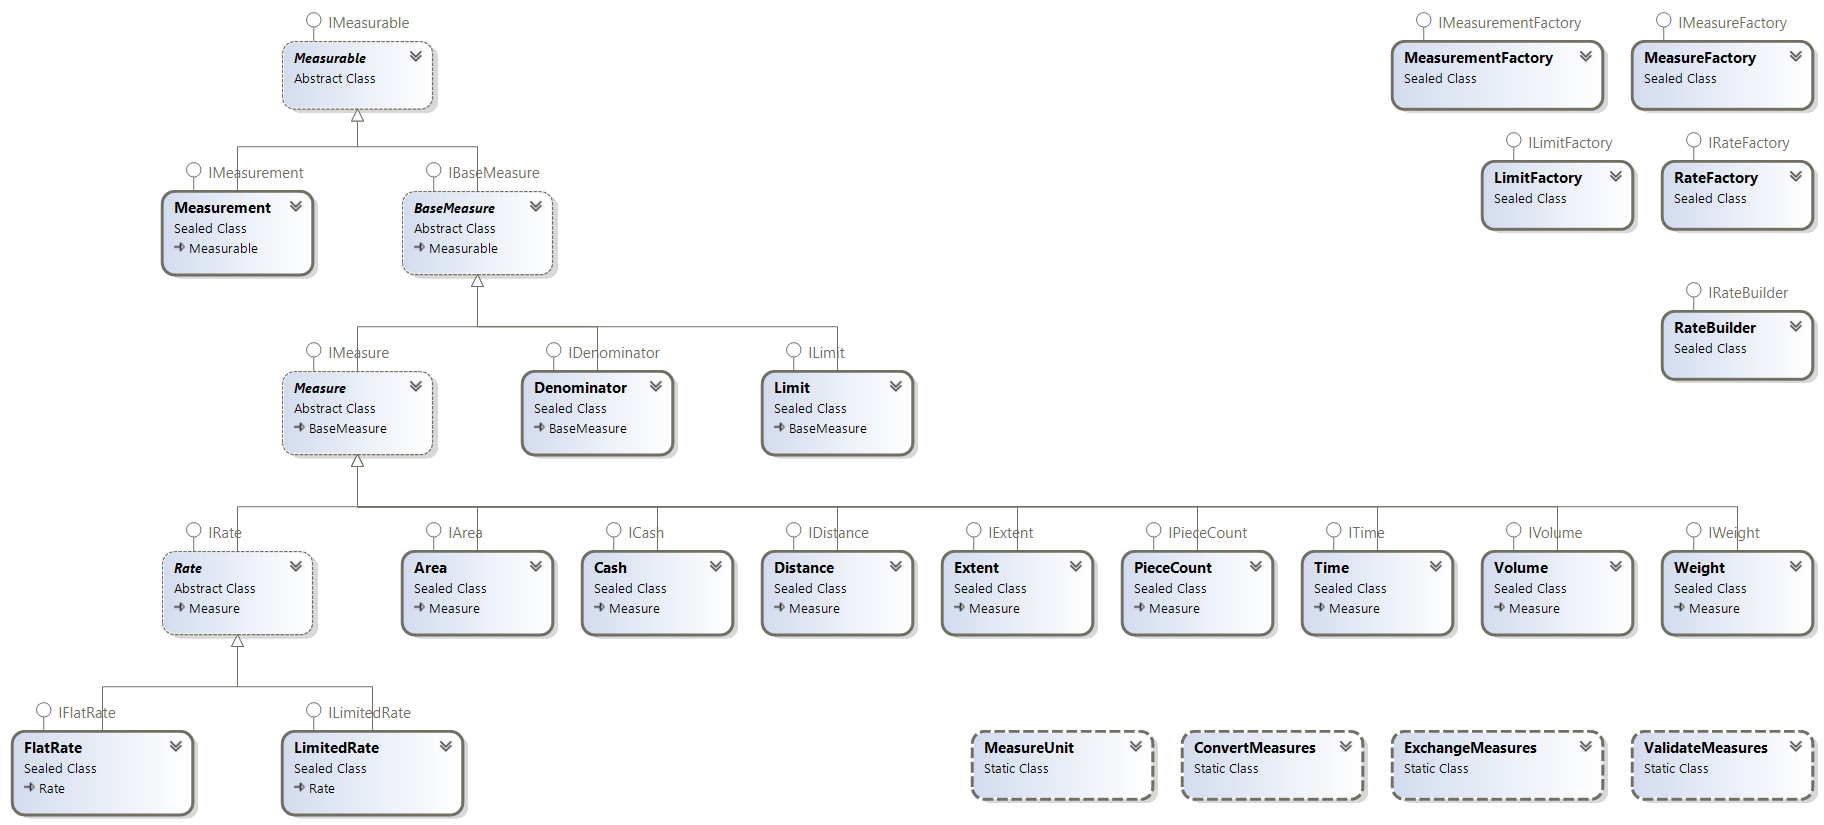 IMeasurable
Measurable
Abstract Class
IMeasurementFactory
MeasurementFactory
Sealed Class
IMeasureFactory
MeasureFactory
Sealed Class
IMeasurement
Measurement
Sealed Class
Measurable
IBaseMeasure
BaseMeasure
Abstract Class
Measurable
ILimitFactory
LimitFactory
Sealed Class
IRateFactory
RateFactory
Sealed Class
IRateBuilder
RateBuilder
Sealed Class
IMeasure
Measure
Abstract Class
BaseMeasure
IDenominator
Denominator
Sealed Class
BaseMeasure
ILimit
Limit
Sealed Class
BaseMeasure
IRate
Rate
Abstract Class
Measure
IArea
Area
Sealed Class
Measure
ICash
Cash
Sealed Class
Measure
IDistance
Distance
Sealed Class
Measure
IExtent
Extent
Sealed Class
Measure
IPieceCount
PieceCount
Sealed Class
Measure
ITime
Time
Sealed Class
Measure
IVolume
Volume
Sealed Class
Measure
IWeight
Weight
Sealed Class
Measure
IFlatRate
FlatRate
Sealed Class
Rate
ILimitedRate
LimitedRate
Sealed Class
Rate
MeasureUnit
Static Class
ConvertMeasures
Static Class
ExchangeMeasures
Static Class
ValidateMeasures
Static Class